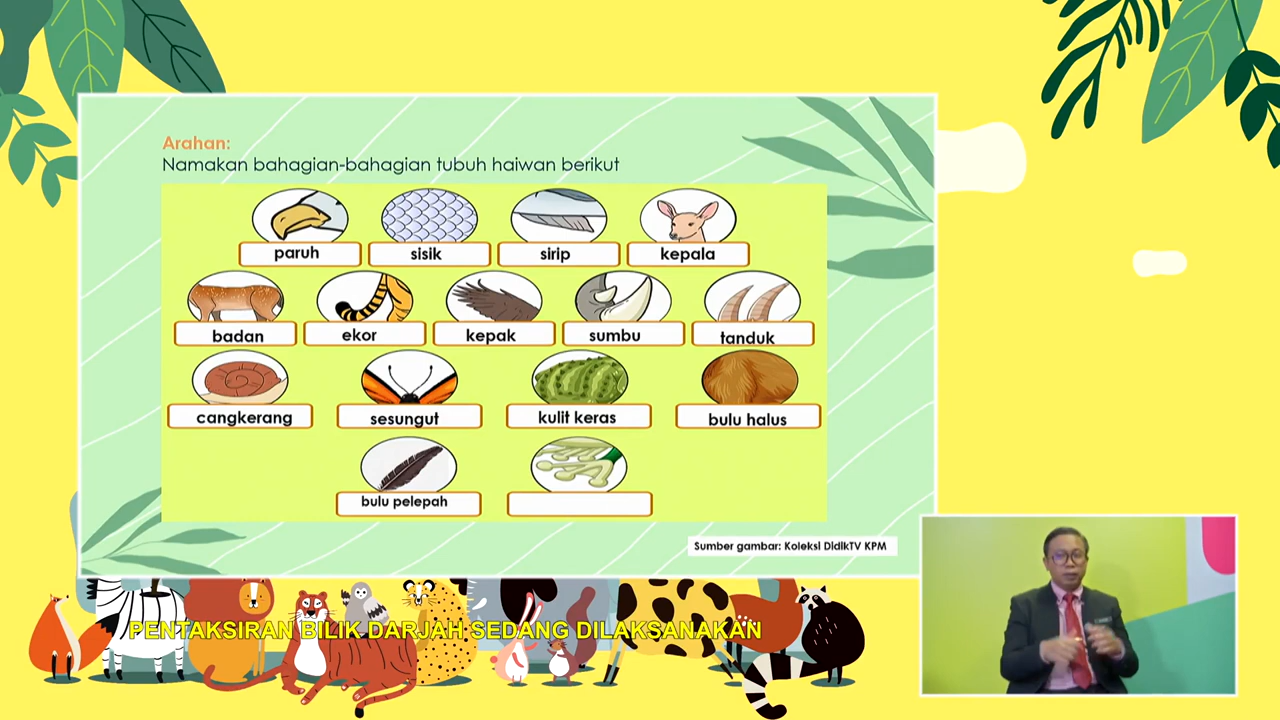 Arahan:
Namakan bahagian-bahagian tubuh haiwan berikut
paruh
sisik
sirip
kepala
badan
ekor
kepak
sumbu
tanduk
cangkerang
sesungut
kulit keras
bulu halus
bulu pelepah
Sumber gambar: Koleksi DidikTV KPM
PENTAKSIRAN BILIK DARJAH SEDANG DILAKSANAKAN